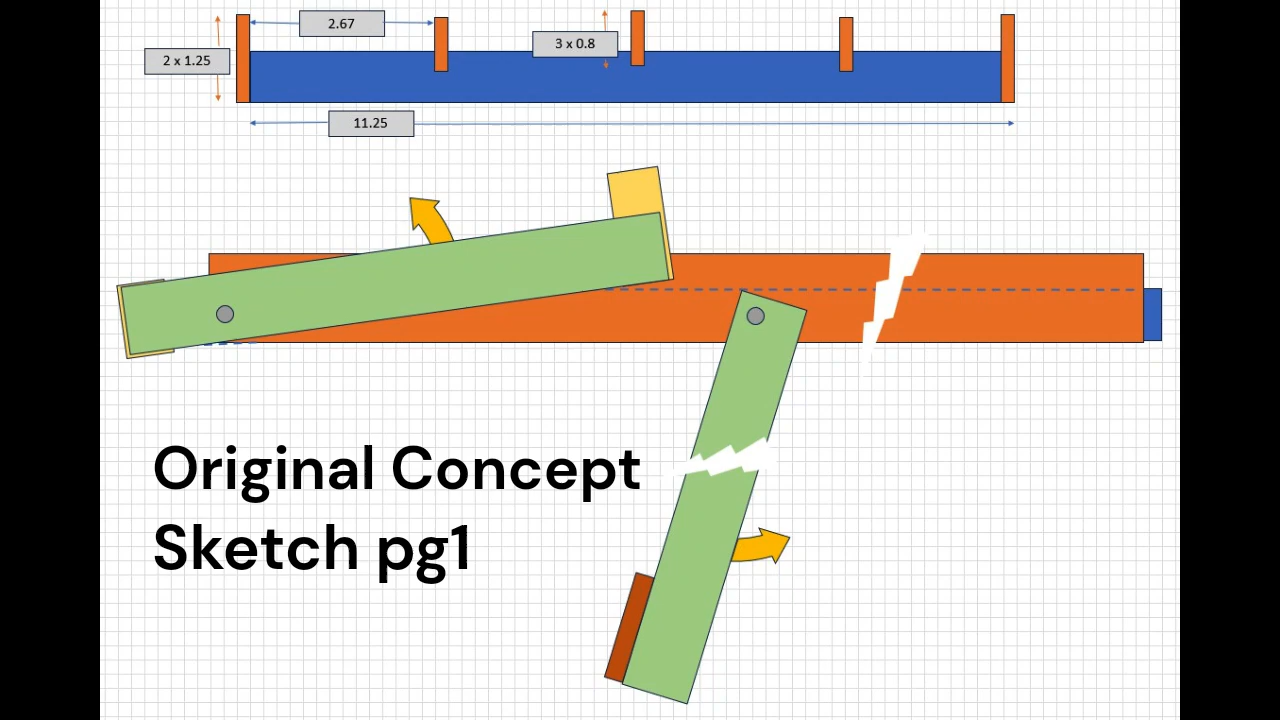 2.67
3 x 0.8
2 x 1.25
11.25
Original Concept
Sketch pg1